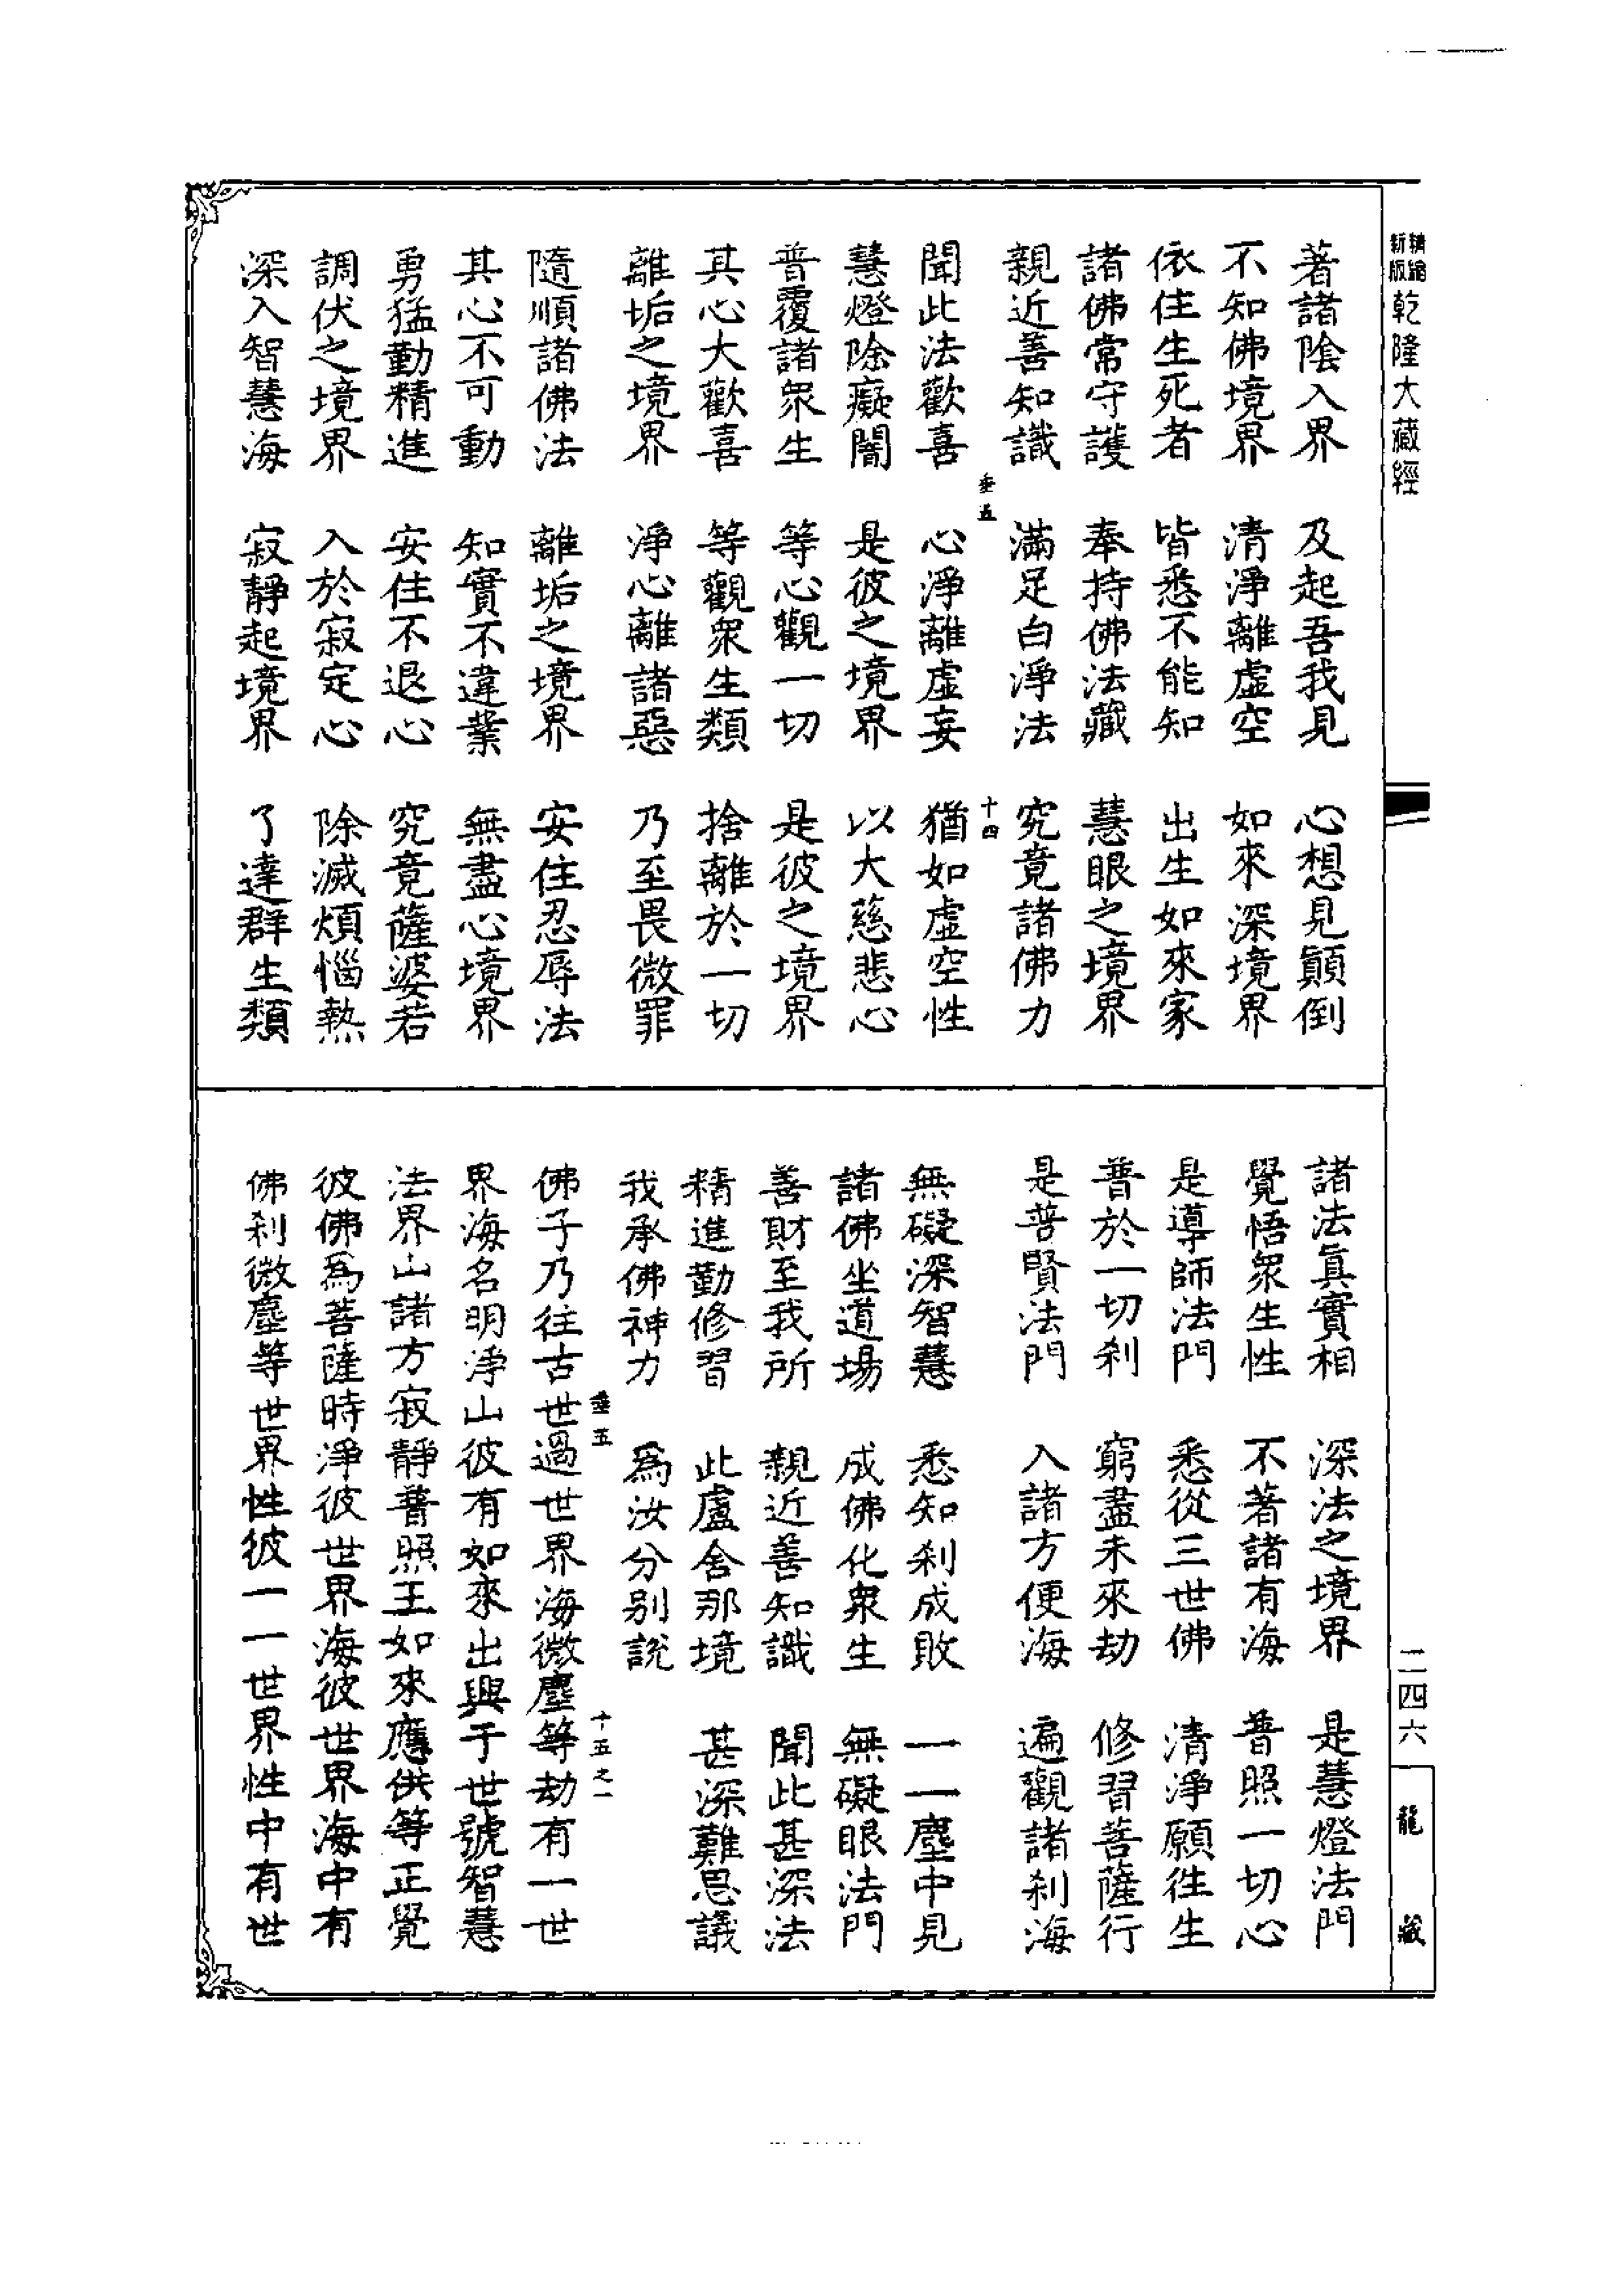 精縮
新版
乾隆大藏經
著諸陰入界 及起吾我見 心想見顛倒
不知佛境界 清淨離虛空 如來深境界
依住生死者 皆悉不能知 出生如來家
諸佛常守護 奉持佛法藏 慧眼之境界
親近善知識 滿足白淨法 究竟諸佛力
垂五 十四
聞此法歡喜 心淨離虛妄 猶如虛空性
慧燈除癡闇 是彼之境界 以大慈悲心
普覆諸衆生 等心觀一切 是彼之境界
其心大歡喜 等觀衆生類 捨離於一切
離垢之境界 淨心離諸惡 乃至畏微罪
隨順諸佛法 離垢之境界 安住忍辱法
其心不可動 知實不違業 無盡心境界
勇猛勤精進 安住不退心 究竟薩婆若
調伏之境界 入於寂定心 除滅煩惱熱
深入智慧海 寂靜起境界 了達群生類
諸法真實相 深法之境界 是慧燈法門
覺悟衆生性 不著諸有海 普照一切心
是導師法門 悉從三世佛 清淨願往生
普於一切刹 窮盡未來劫 修習菩薩行
是普賢法門 入諸方便海 遍觀諸刹海
無礙深智慧 悉知刹成敗 一一塵中見
諸佛坐道場 成佛化衆生 無礙眼法門
善財至我所 親近善知識 聞此甚深法
精進勤修習 此盧舍那境 甚深難思議
我承佛神力 爲汝分别說
垂五 十五之一
佛子乃往古世過世界海微塵等劫有一世
界海名明淨山彼有如來出興于世號智慧
法界山諸方寂靜普照王如來應供等正覺
彼佛爲菩薩時淨彼世界海彼世界海中有
佛刹微塵等世界性彼一一世界性中有世
二四六
龍藏